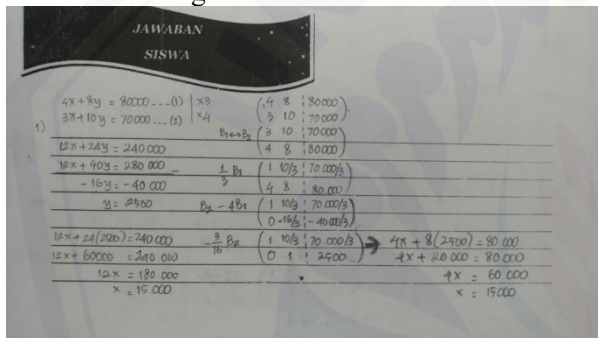 JAWABAN
SISWA
1)
4x + 8y = 80000 ... (1) | x3
3x + 10y = 70000 ... (2) | x4
12x + 24y = 240 000
12x + 40y = 280 000 -
- 16y = - 40.000
y = 2500
12x + 24(2500) = 240 000
12x + 60000 = 240 000
12x = 180.000
x = 15.000
( 4 8 | 80000 )
( 3 10 | 70000 )
B1↔B2 ( 3 10 | 70000 )
( 4 8 | 80000 )
1/3 B1 ( 1 10/3 | 70 000/3 )
( 4 8 | 80.000 )
B2 - 4B1 ( 1 10/3 | 70 000/3 )
( 0 -16/3 | - 40 000/3 )
-3/16 B2 ( 1 10/3 | 70.000/3 )
( 0 1 | 2500 )
→ 4x + 8(2500) = 80 000
4x + 20.000 = 80.000
4x = 60 000
x = 15000